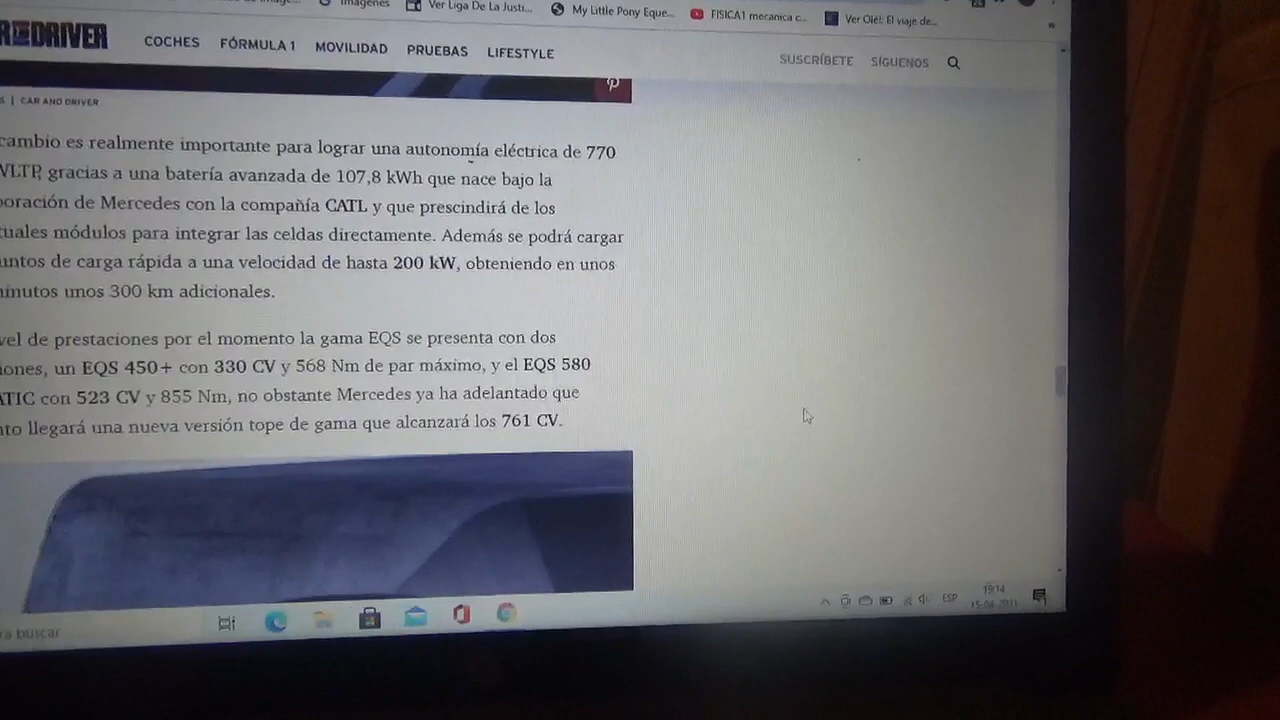 Imágenes
Ver Liga De La Justi...
My Little Pony Eque...
FISICA1 mecanica c...
Ver Olé!: El viaje de...
R DRIVER
COCHES FÓRMULA 1 MOVILIDAD PRUEBAS LIFESTYLE
SUSCRÍBETE SÍGUENOS
S | CAR AND DRIVER
cambio es realmente importante para lograr una autonomía eléctrica de 770
WLTP, gracias a una batería avanzada de 107,8 kWh que nace bajo la
boración de Mercedes con la compañía CATL y que prescindirá de los
tuales módulos para integrar las celdas directamente. Además se podrá cargar
untos de carga rápida a una velocidad de hasta 200 kW, obteniendo en unos
minutos unos 300 km adicionales.
vel de prestaciones por el momento la gama EQS se presenta con dos
iones, un EQS 450+ con 330 CV y 568 Nm de par máximo, y el EQS 580
ATIC con 523 CV y 855 Nm, no obstante Mercedes ya ha adelantado que
nto llegará una nueva versión tope de gama que alcanzará los 761 CV.
ra buscar
ESP
19:14